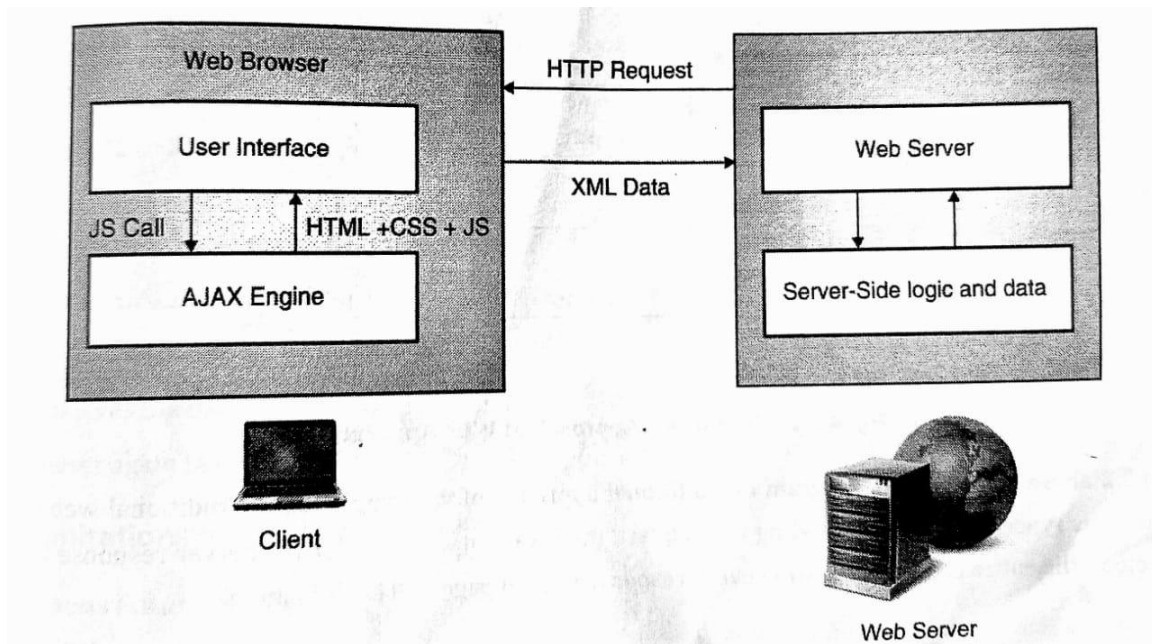 Web Browser
HTTP Request
User Interface
Web Server
XML Data
JS Call
HTML +CSS + JS
AJAX Engine
Server-Side logic and data
Client
Web Server